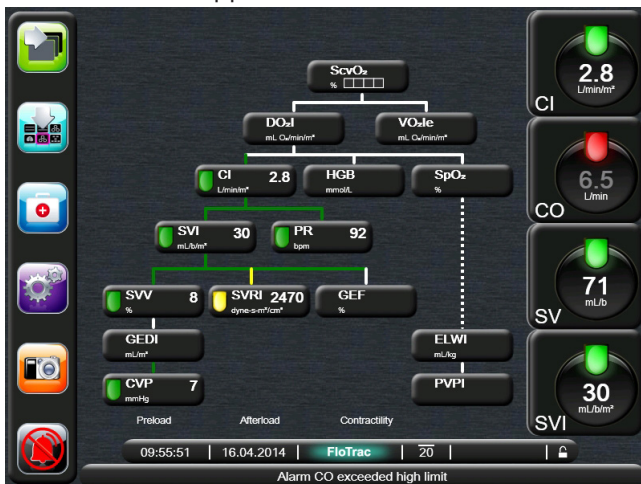 ScvO₂
%
DO₂I
mL O₂/min/m²
VO₂Ie
mL O₂/min/m²
CI 2.8
L/min/m²
HGB
mmol/L
SpO₂
%
SVI 30
mL/b/m²
PR 92
bpm
SVV 8
%
SVRI 2470
dyne-s-m²/cm⁵
GEF
%
GEDI
mL/m²
ELWI
mL/kg
CVP 7
mmHg
PVPI
Preload Afterload Contractility
2.8
L/min/m²
CI
6.5
L/min
CO
71
mL/b
SV
30
mL/b/m²
SVI
09:55:51 | 16.04.2014 | FloTrac | 20 |
Alarm CO exceeded high limit